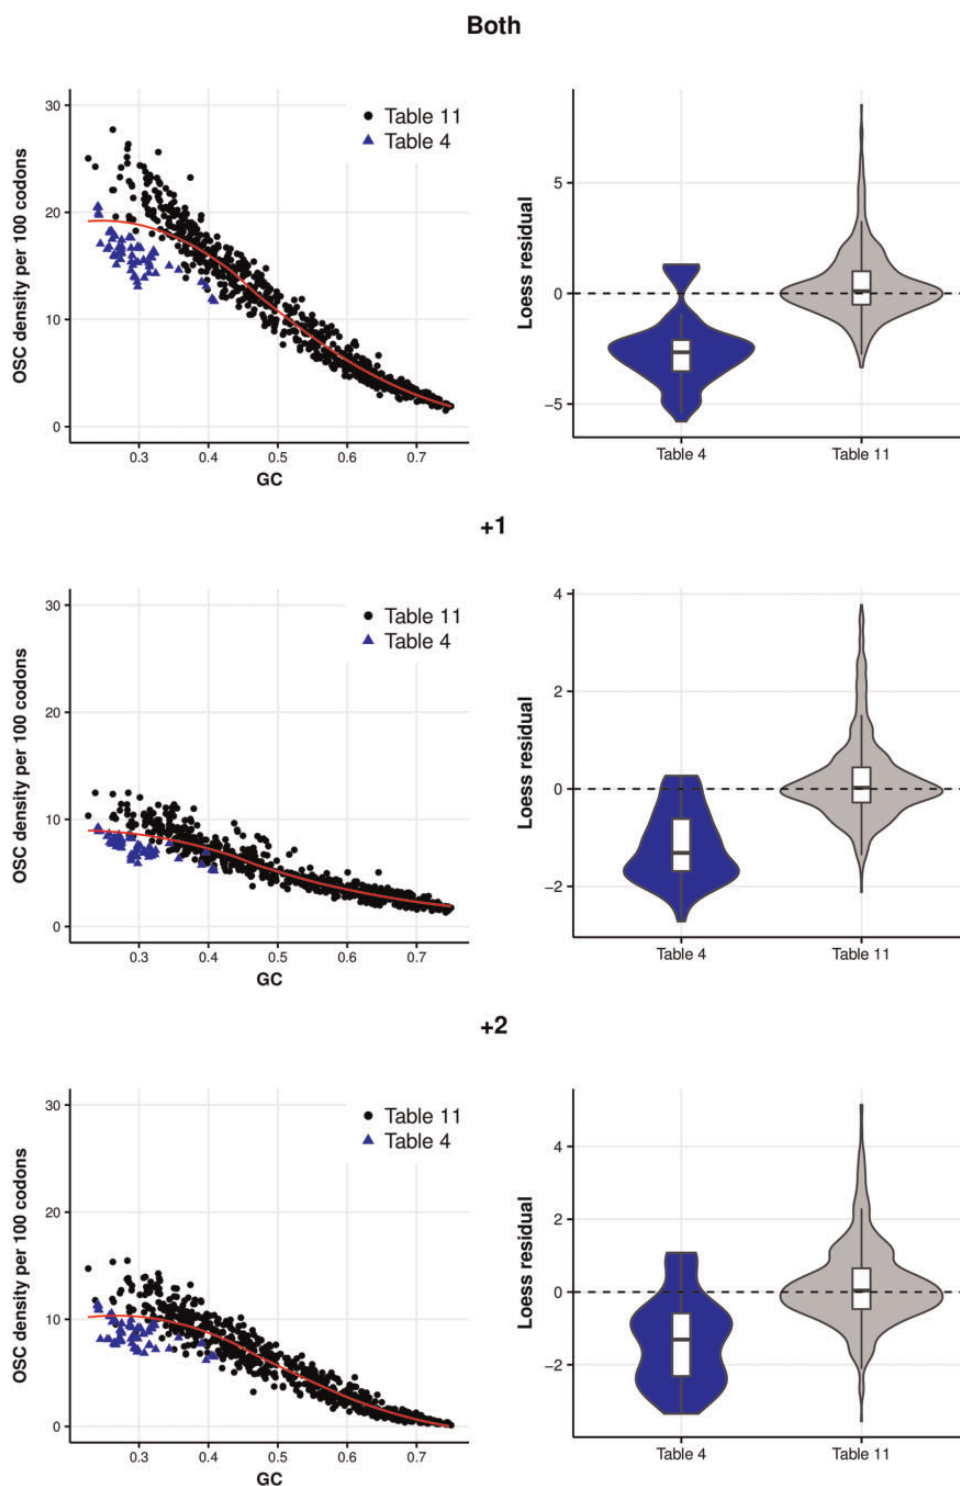 Both
OSC density per 100 codons
30
20
10
0
0.3 0.4 0.5 0.6 0.7
GC
Table 11
Table 4
Loess residual
5
0
−5
Table 4 Table 11
+1
OSC density per 100 codons
30
20
10
0
0.3 0.4 0.5 0.6 0.7
GC
Table 11
Table 4
Loess residual
4
2
0
−2
Table 4 Table 11
+2
OSC density per 100 codons
30
20
10
0
0.3 0.4 0.5 0.6 0.7
GC
Table 11
Table 4
Loess residual
4
2
0
−2
Table 4 Table 11